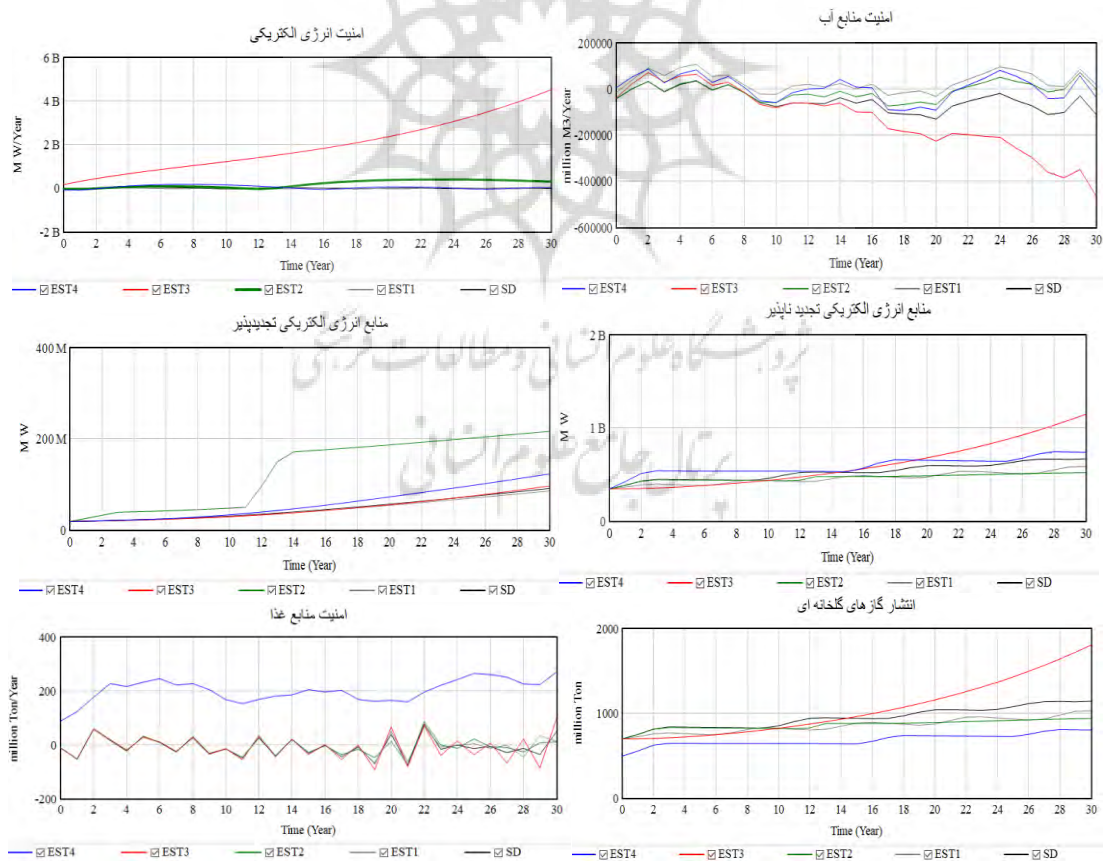 امنیت انرژی الکتریکی
6 B
4 B
2 B
0
-2 B
M W/Year
0 2 4 6 8 10 12 14 16 18 20 22 24 26 28 30
Time (Year)
EST4 EST3 EST2 EST1 SD
امنیت منابع آب
200000
0
-200000
-400000
-600000
million M3/Year
0 2 4 6 8 10 12 14 16 18 20 22 24 26 28 30
Time (Year)
EST4 EST3 EST2 EST1 SD
منابع انرژی الکتریکی تجدیدپذیر
400 M
200 M
0
M W
0 2 4 6 8 10 12 14 16 18 20 22 24 26 28 30
Time (Year)
EST4 EST3 EST2 EST1 SD
منابع انرژی الکتریکی تجدید ناپذیر
2 B
1 B
0
M W
0 2 4 6 8 10 12 14 16 18 20 22 24 26 28 30
Time (Year)
EST4 EST3 EST2 EST1 SD
امنیت منابع غذا
400
200
0
-200
million Ton/Year
0 2 4 6 8 10 12 14 16 18 20 22 24 26 28 30
Time (Year)
EST4 EST3 EST2 EST1 SD
انتشار گازهای گلخانه ای
2000
1000
0
million Ton
0 2 4 6 8 10 12 14 16 18 20 22 24 26 28 30
Time (Year)
EST4 EST3 EST2 EST1 SD
پژوهشگاه علوم انسانی و مطالعات فرهنگی
پرتال جامع علوم انسانی